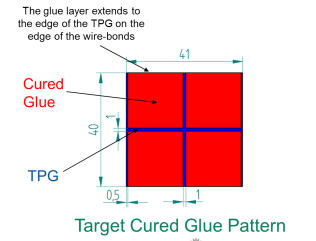 The glue layer extends to
the edge of the TPG on the
edge of the wire-bonds
41
Cured
Glue
1
40
TPG
0,5
1
Target Cured Glue Pattern